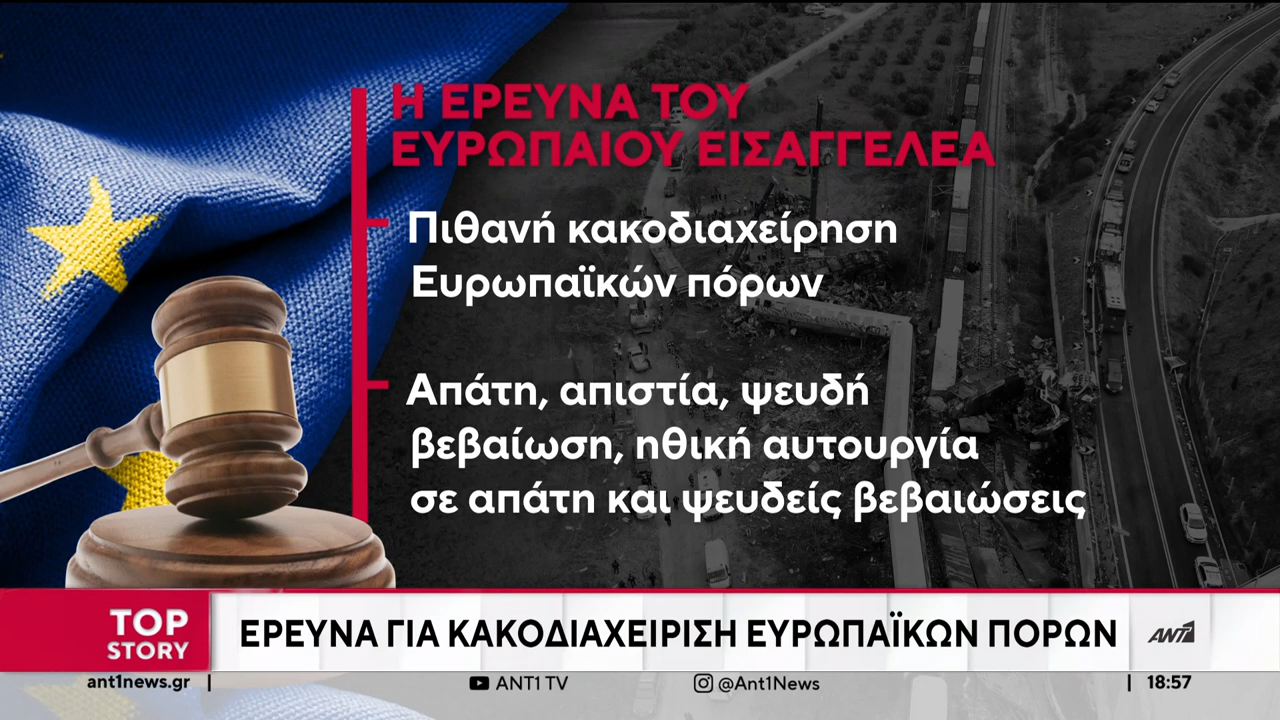 Η ΕΡΕΥΝΑ ΤΟΥ
ΕΥΡΩΠΑΙΟΥ ΕΙΣΑΓΓΕΛΕΑ
Πιθανή κακοδιαχείρηση
Ευρωπαϊκών πόρων
Απάτη, απιστία, ψευδή
βεβαίωση, ηθική αυτουργία
σε απάτη και ψευδείς βεβαιώσεις
TOP
STORY
ΕΡΕΥΝΑ ΓΙΑ ΚΑΚΟΔΙΑΧΕΙΡΙΣΗ ΕΥΡΩΠΑΪΚΩΝ ΠΟΡΩΝ
ANT1
ant1news.gr | ANT1 TV @Ant1News | 18:57